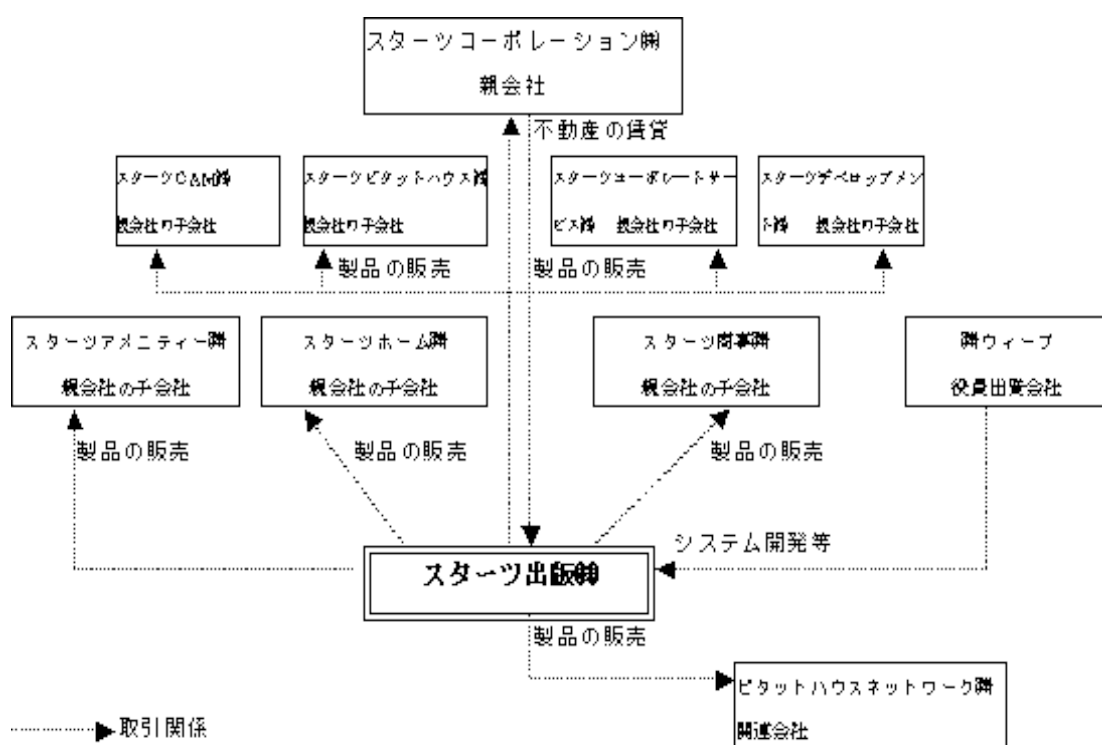 スターツコーポレーション㈱
親会社
不動産の賃貸
スターツCAM㈱
親会社の子会社
スターツピタットハウス㈱
親会社の子会社
スターツコーポレートサー
ビス㈱　親会社の子会社
スターツデベロップメン
ト㈱　親会社の子会社
製品の販売
製品の販売
スターツアメニティー㈱
親会社の子会社
スターツホーム㈱
親会社の子会社
スターツ商事㈱
親会社の子会社
㈱ウィーブ
役員出資会社
製品の販売
製品の販売
製品の販売
システム開発等
スターツ出版㈱
製品の販売
ピタットハウスネットワーク㈱
関連会社
取引関係